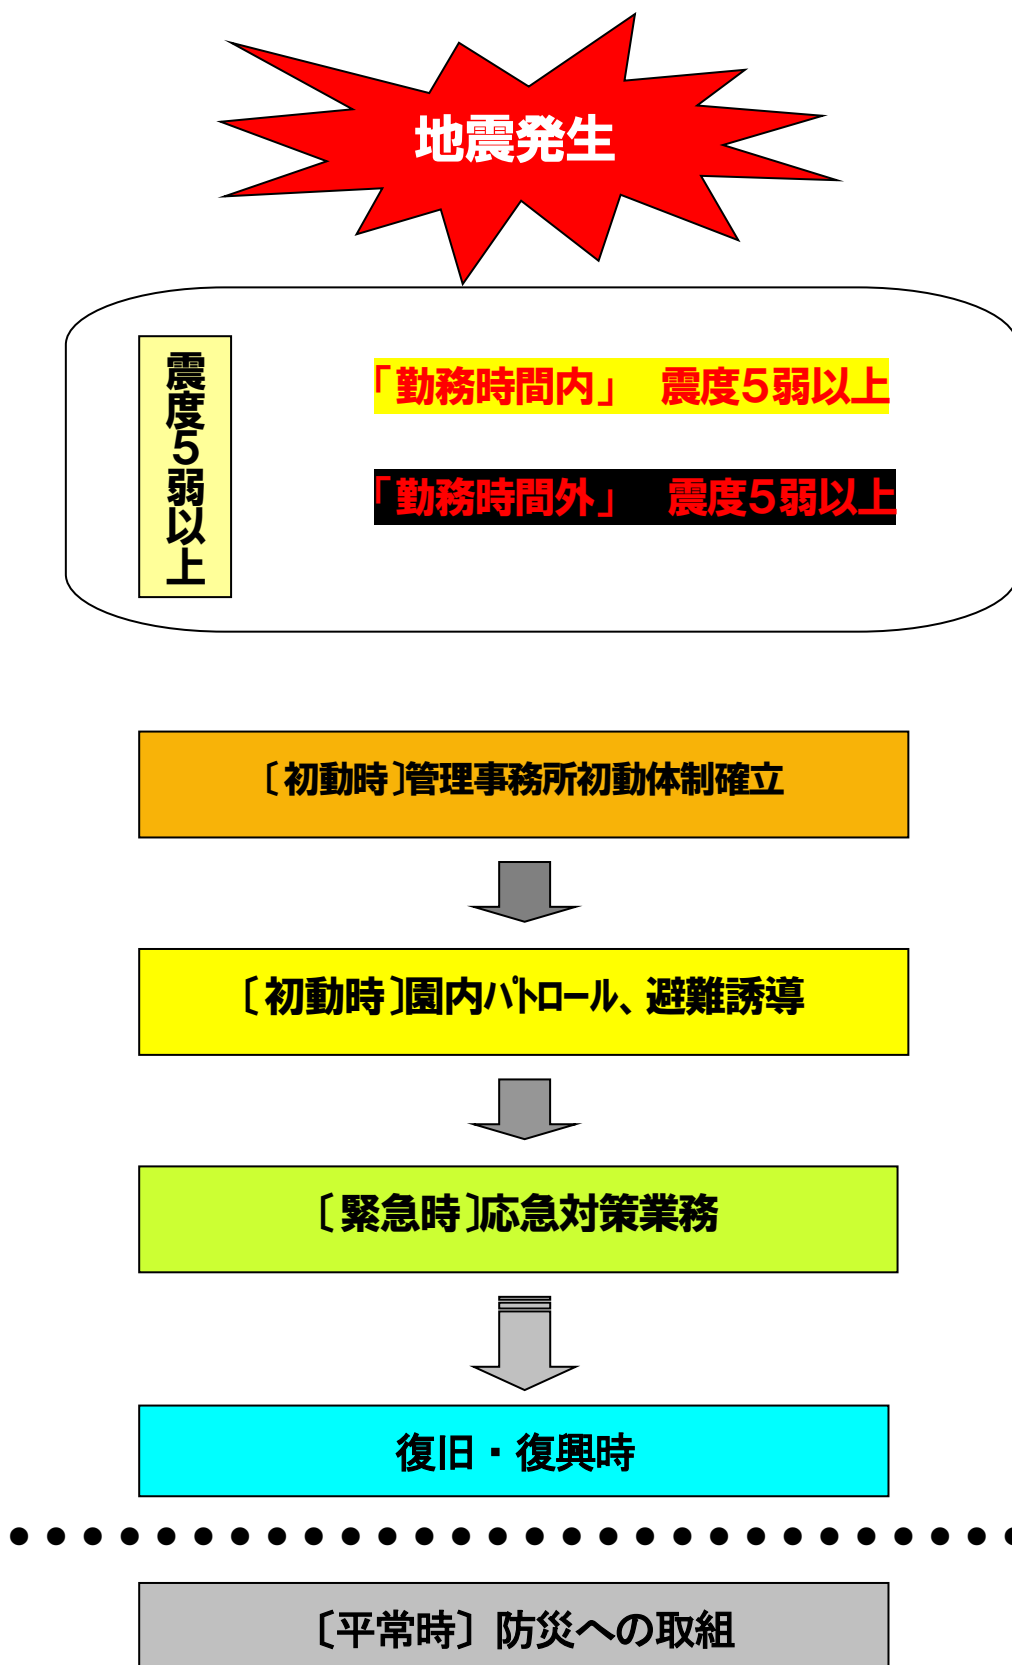 地震発生
震度５弱以上
「勤務時間内」　震度５弱以上
「勤務時間外」　震度５弱以上
〔初動時〕管理事務所初動体制確立
〔初動時〕園内ﾊﾟﾄﾛｰﾙ、避難誘導
〔緊急時〕応急対策業務
復旧・復興時
〔平常時〕防災への取組